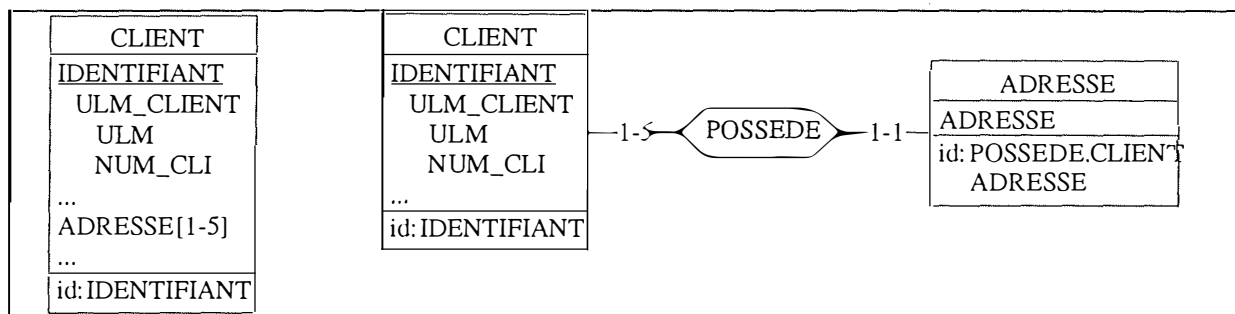 CLIENT
IDENTIFIANT
ULM_CLIENT
ULM
NUM_CLI
...
ADRESSE[1-5]
...
id: IDENTIFIANT
CLIENT
IDENTIFIANT
ULM_CLIENT
ULM
NUM_CLI
...
id: IDENTIFIANT
1-5
POSSEDE
1-1
ADRESSE
ADRESSE
id: POSSEDE.CLIENT
ADRESSE